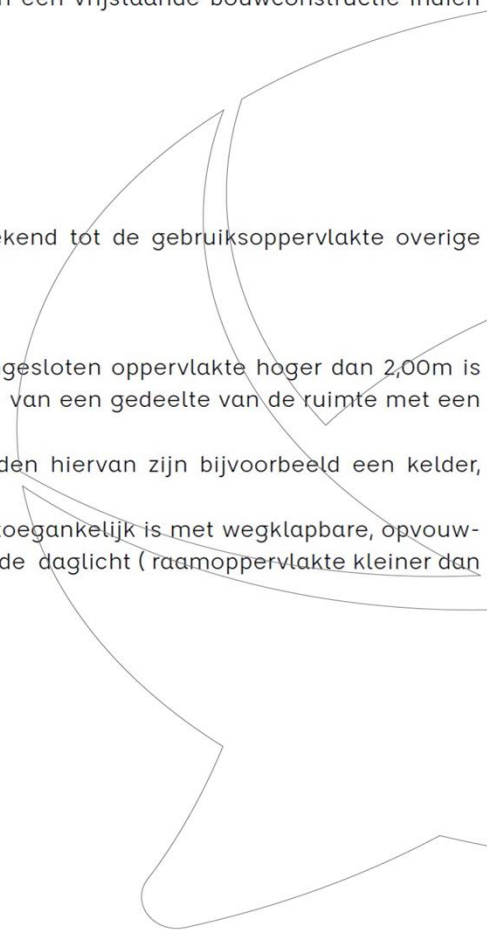 een vrijstaande bouwconstructie indien
ekend tot de gebruiksoppervlakte overige
gesloten oppervlakte hoger dan 2,00m is
van een gedeelte van de ruimte met een
den hiervan zijn bijvoorbeeld een kelder,
toegankelijk is met wegklapbare, opvouw-
de daglicht ( raamoppervlakte kleiner dan